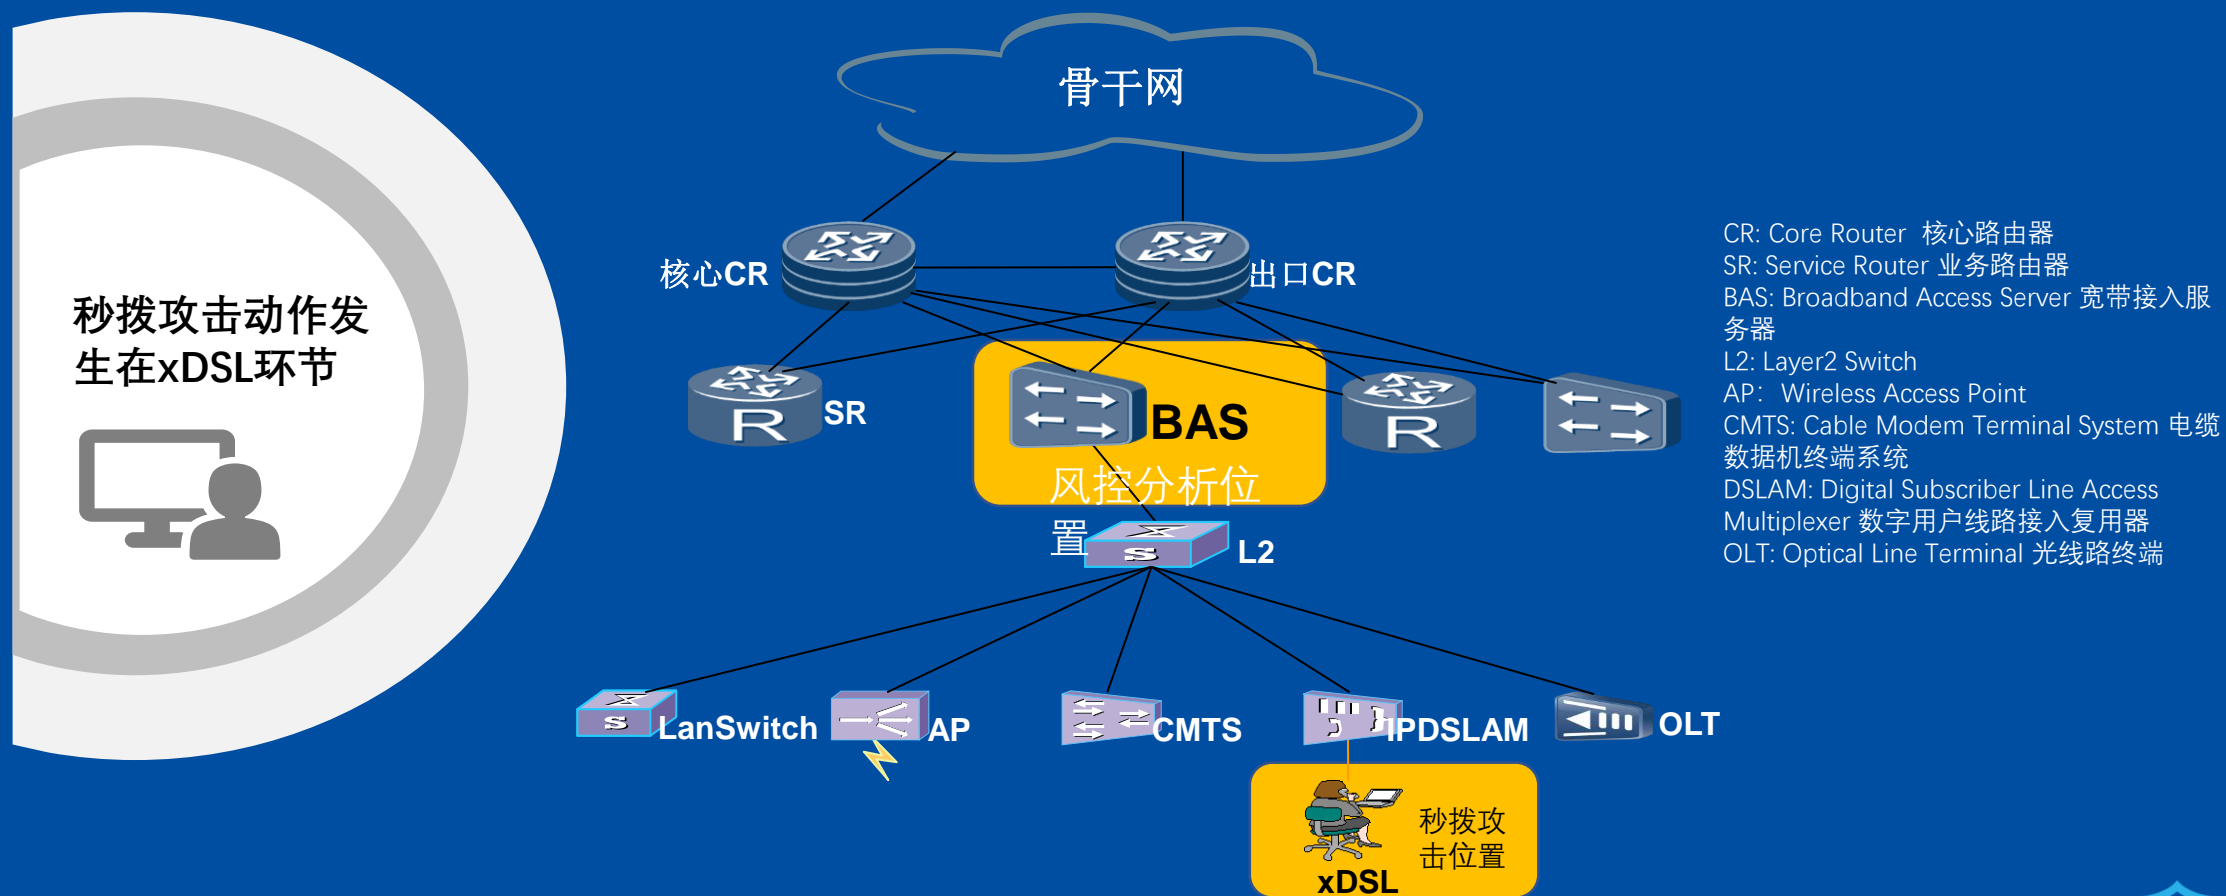 秒拨攻击动作发
生在xDSL环节
骨干网
核心CR
出口CR
R
SR
BAS
R
风控分析位
置
S
L2
S
LanSwitch
AP
CMTS
IPDSLAM
OLT
秒拨攻
击位置
xDSL
CR: Core Router 核心路由器
SR: Service Router 业务路由器
BAS: Broadband Access Server 宽带接入服
务器
L2: Layer2 Switch
AP: Wireless Access Point
CMTS: Cable Modem Terminal System 电缆
数据机终端系统
DSLAM: Digital Subscriber Line Access
Multiplexer 数字用户线路接入复用器
OLT: Optical Line Terminal 光线路终端